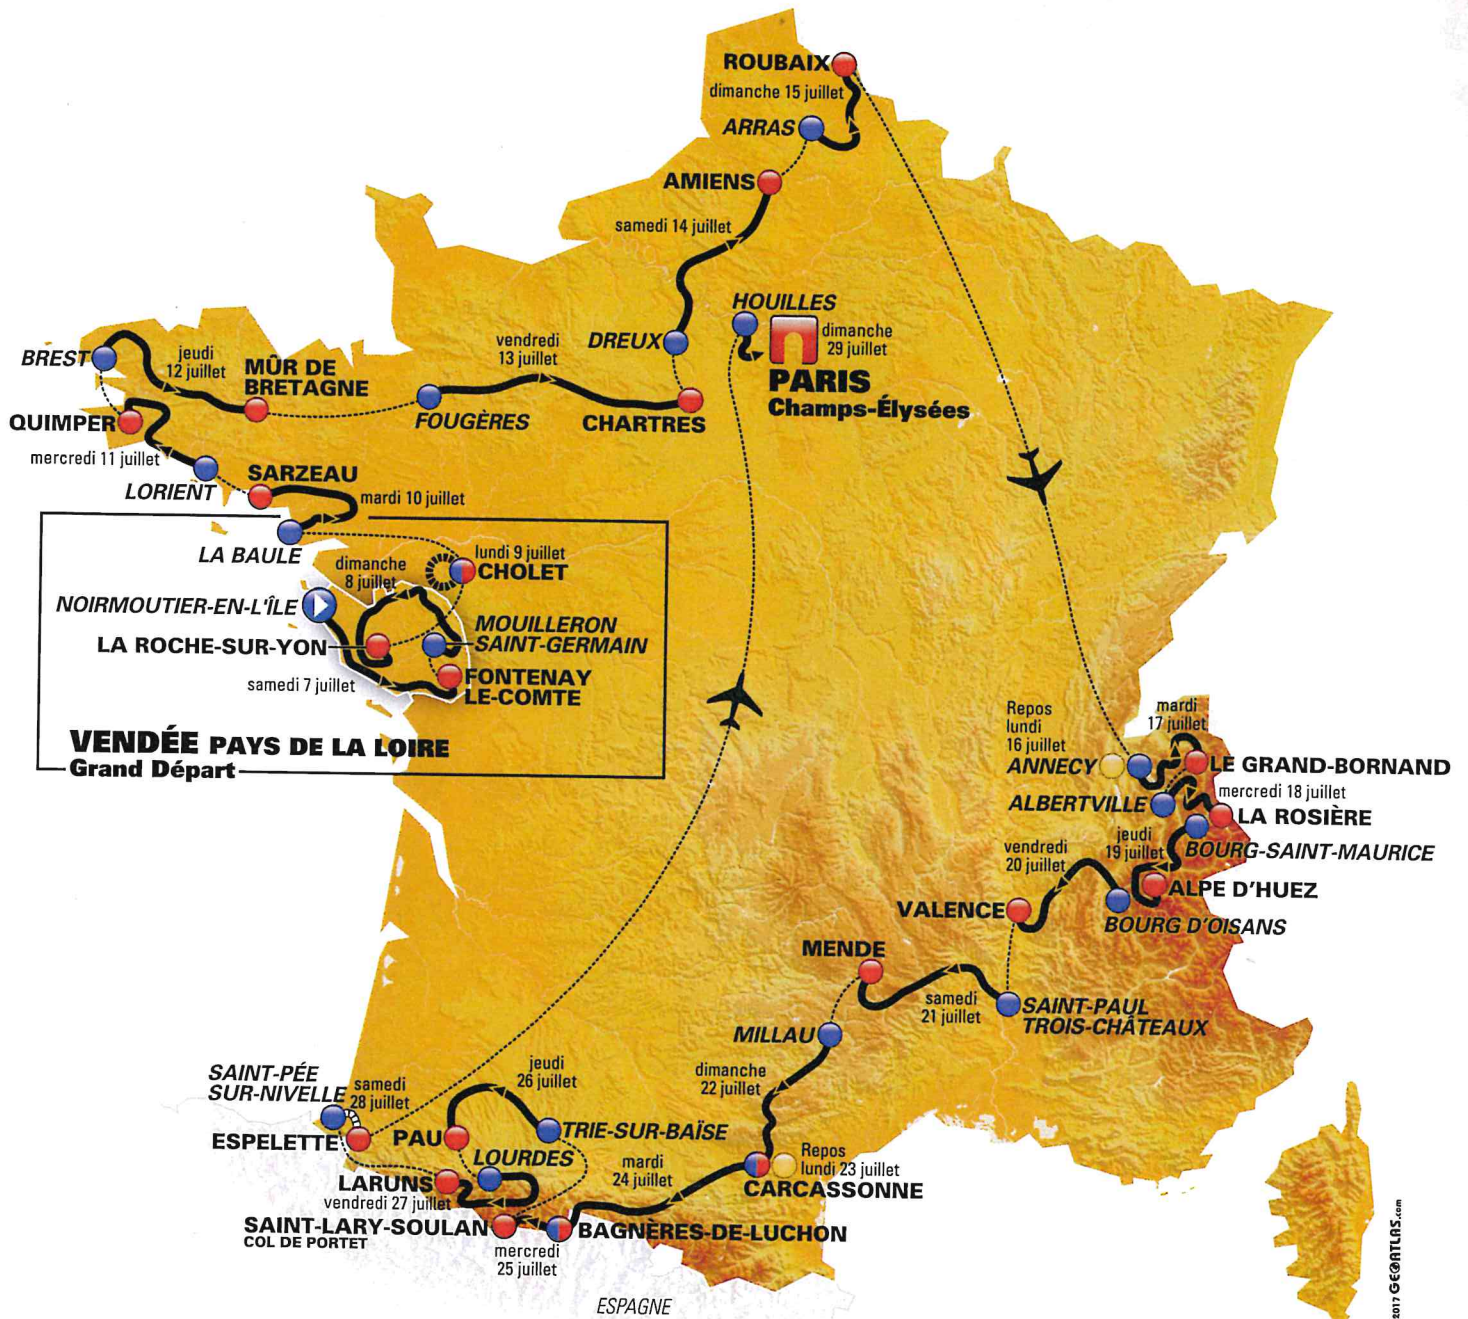 ROUBAIX
dimanche 15 juillet
ARRAS
AMIENS
samedi 14 juillet
HOUILLES
dimanche
29 juillet
DREUX
PARIS
Champs-Élysées
vendredi
13 juillet
BREST
jeudi
12 juillet
MÛR DE
BRETAGNE
FOUGÈRES
CHARTRES
QUIMPER
mercredi 11 juillet
LORIENT
SARZEAU
mardi 10 juillet
LA BAULE
lundi 9 juillet
CHOLET
dimanche
8 juillet
NOIRMOUTIER-EN-L'ÎLE
MOUILLERON
SAINT-GERMAIN
LA ROCHE-SUR-YON
FONTENAY
LE-COMTE
samedi 7 juillet
VENDÉE PAYS DE LA LOIRE
Grand Départ
Repos
lundi
16 juillet
ANNECY
mardi
17 juillet
LE GRAND-BORNAND
mercredi 18 juillet
ALBERTVILLE
LA ROSIÈRE
jeudi
19 juillet
BOURG-SAINT-MAURICE
vendredi
20 juillet
ALPE D'HUEZ
VALENCE
BOURG D'OISANS
MENDE
samedi
21 juillet
SAINT-PAUL
TROIS-CHÂTEAUX
MILLAU
dimanche
22 juillet
SAINT-PÉE
SUR-NIVELLE
samedi
28 juillet
jeudi
26 juillet
ESPELETTE
PAU
TRIE-SUR-BAÏSE
LOURDES
mardi
24 juillet
Repos
lundi 23 juillet
CARCASSONNE
LARUNS
vendredi 27 juillet
SAINT-LARY-SOULAN
COL DE PORTET
BAGNÈRES-DE-LUCHON
mercredi
25 juillet
ESPAGNE
2017 GEOATLAS.com